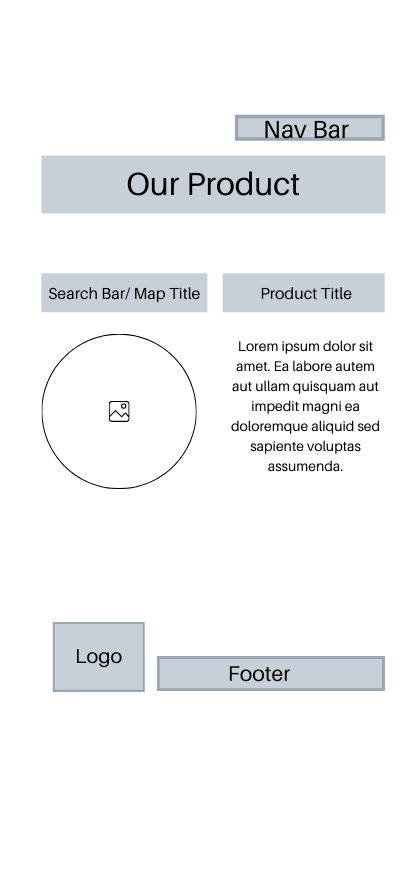 Nav Bar
Our Product
Search Bar/ Map Title
Product Title
Lorem ipsum dolor sit
amet. Ea labore autem
aut ullam quisquam aut
impedit magni ea
doloremque aliquid sed
sapiente voluptas
assumenda.
Logo
Footer